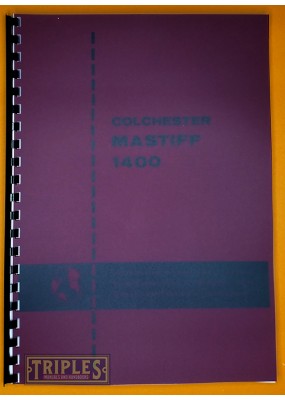 COLCHESTER
MASTIFF
1400
TRIPLES